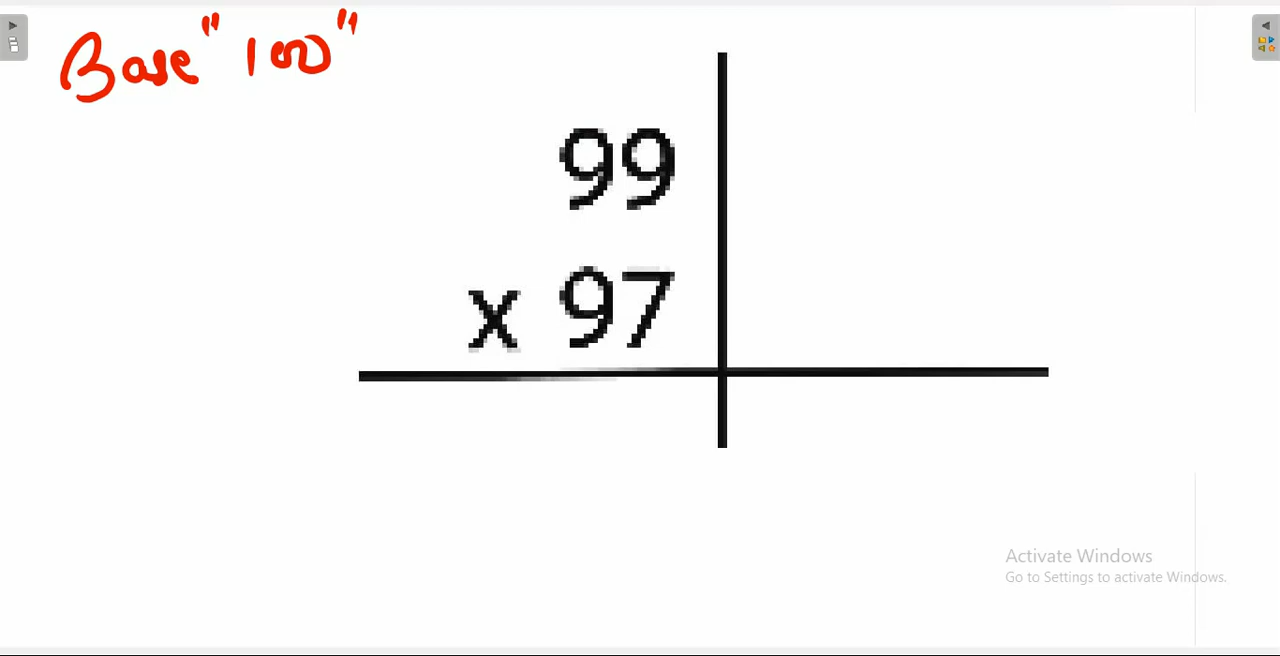 Base "100"
99
x 97
Activate Windows
Go to Settings to activate Windows.